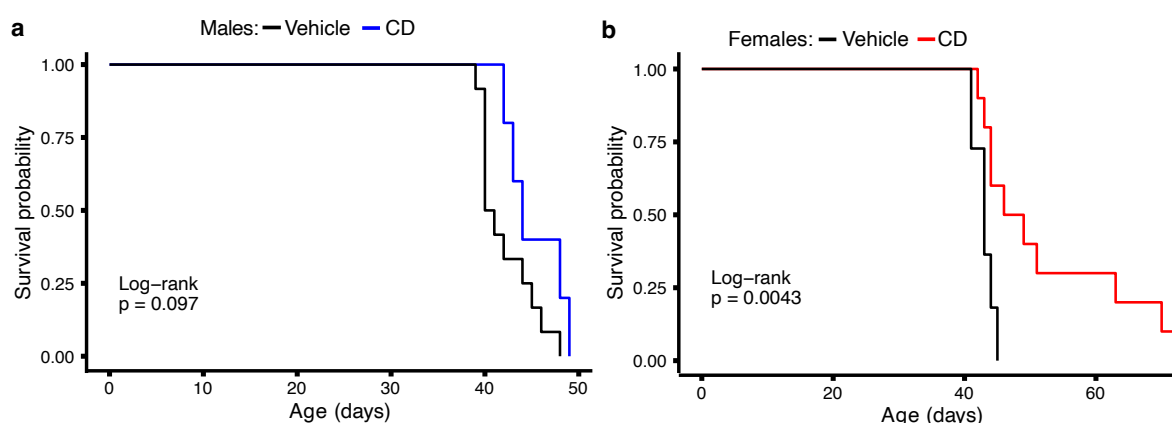 a
Males: Vehicle CD
1.00
0.75
0.50
0.25
0.00
Survival probability
Log-rank
p = 0.097
0 10 20 30 40 50
Age (days)
b
Females: Vehicle CD
1.00
0.75
0.50
0.25
0.00
Survival probability
Log-rank
p = 0.0043
0 20 40 60
Age (days)